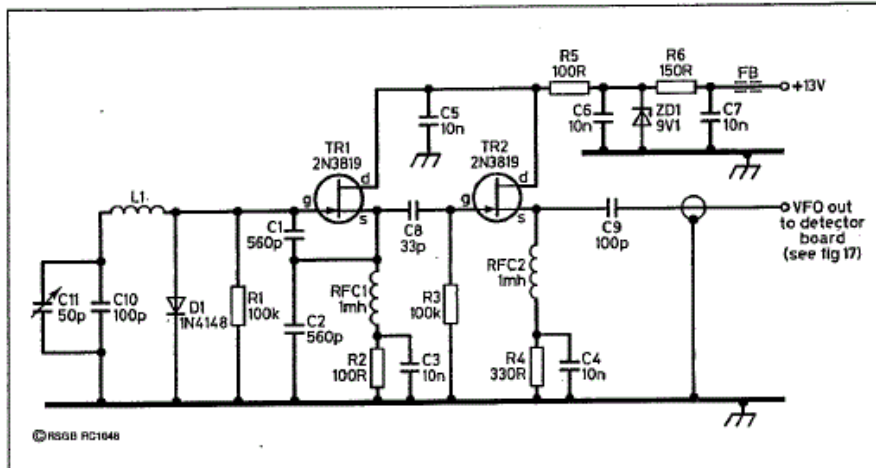 R5
100R
R6
150R
FB
+13V
C5
10n
C6
10n
ZD1
9V1
C7
10n
TR1
2N3819
TR2
2N3819
d
g
s
d
g
s
L1
C1
560p
C8
33p
C9
100p
VFO out
to detector
board
(see fig 17)
C11
50p
C10
100p
D1
1N4148
R1
100k
C2
560p
RFC1
1mh
R3
100k
RFC2
1mh
R2
100R
C3
10n
R4
330R
C4
10n
©RSGB RC1648